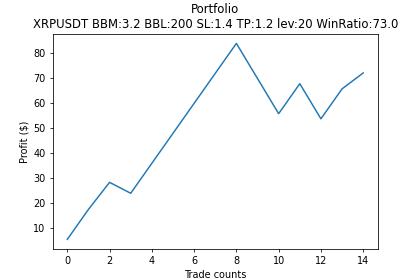 Portfolio
XRPUSDT BBM:3.2 BBL:200 SL:1.4 TP:1.2 lev:20 WinRatio:73.0
80
70
60
50
40
30
20
10
Profit ($)
0 2 4 6 8 10 12 14
Trade counts